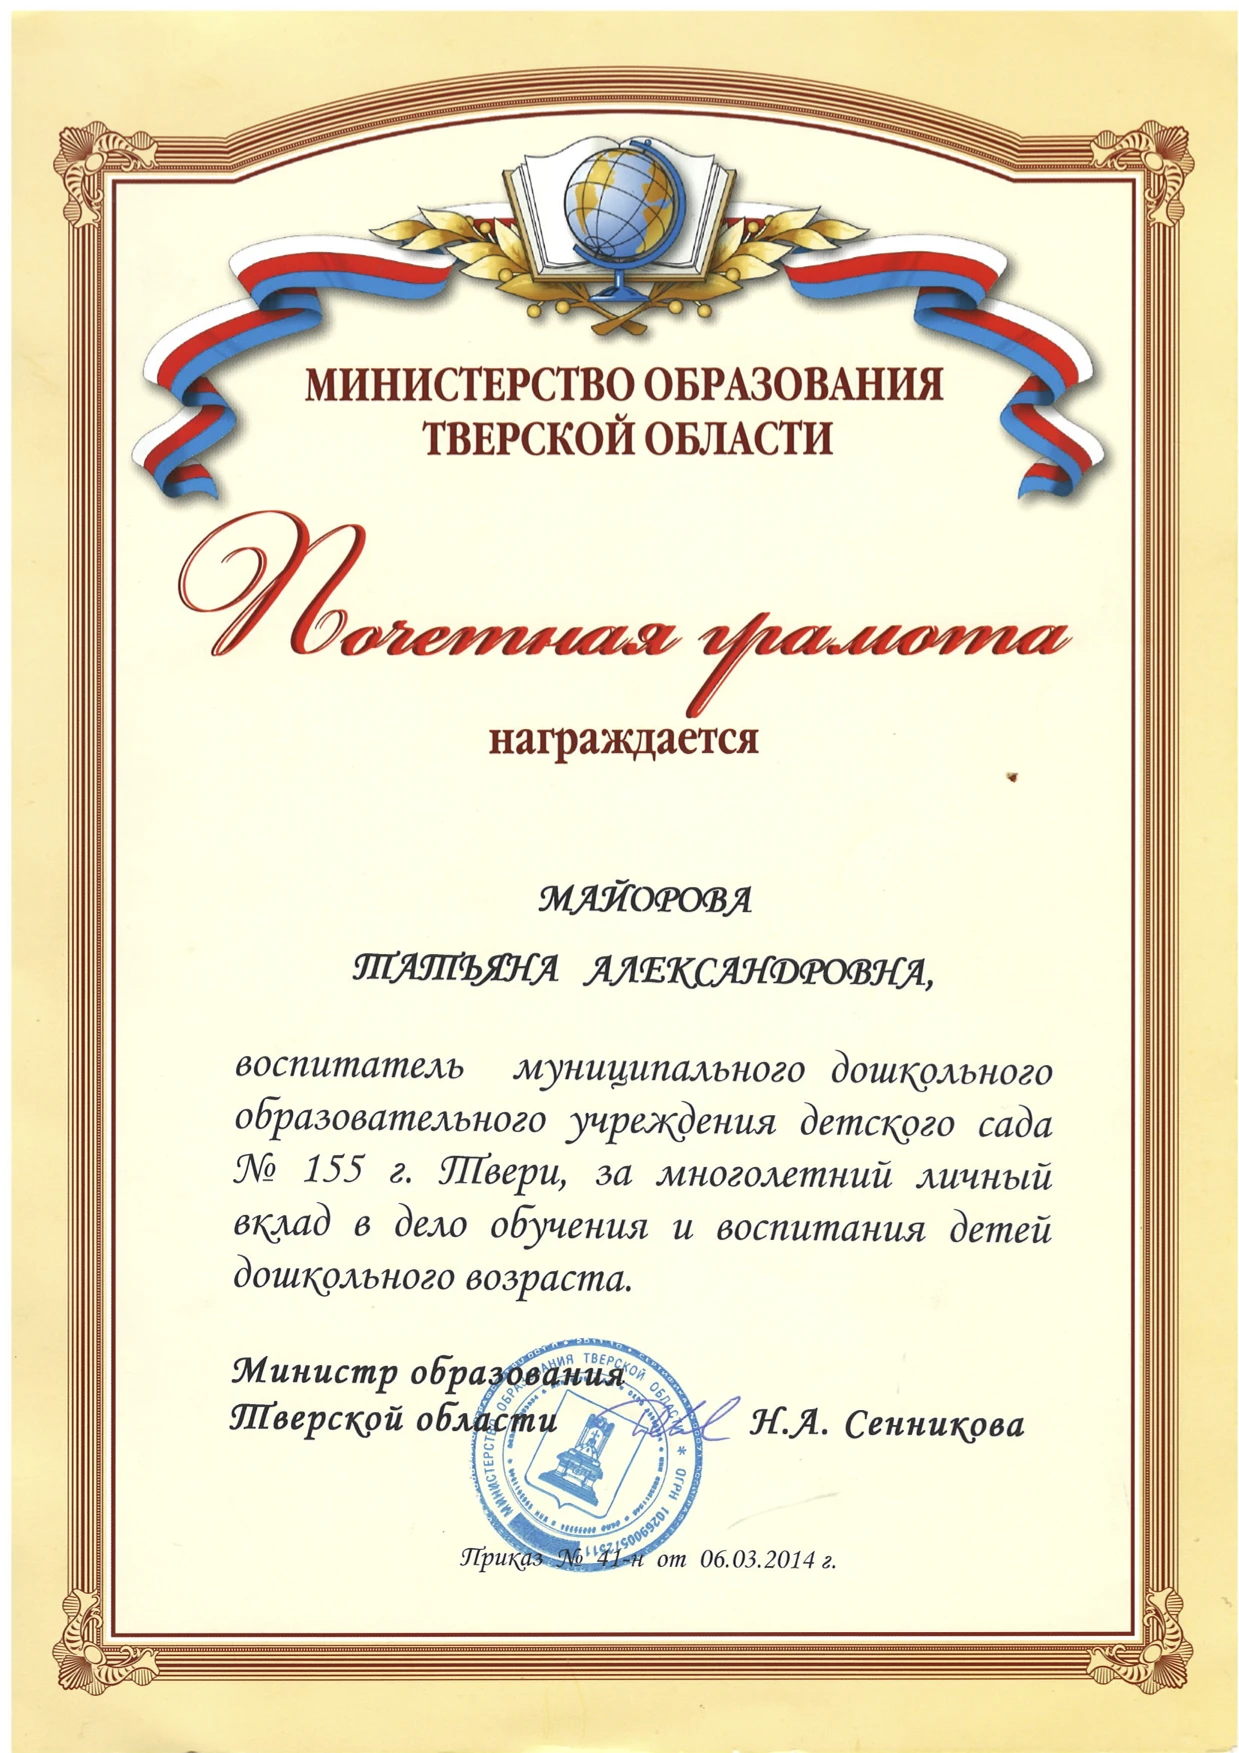 МИНИСТЕРСТВО ОБРАЗОВАНИЯ
ТВЕРСКОЙ ОБЛАСТИ
Почетная грамота
награждается
МАЙОРОВА
ТАТЬЯНА АЛЕКСАНДРОВНА,
воспитатель муниципального дошкольного
образовательного учреждения детского сада
№ 155 г. Твери, за многолетний личный
вклад в дело обучения и воспитания детей
дошкольного возраста.
Министр образования
Тверской области
Н.А. Сенникова
МИНИСТЕРСТВО ОБРАЗОВАНИЯ ТВЕРСКОЙ ОБЛАСТИ * ОГРН 1026900572511
Приказ № 41-н от 06.03.2014 г.